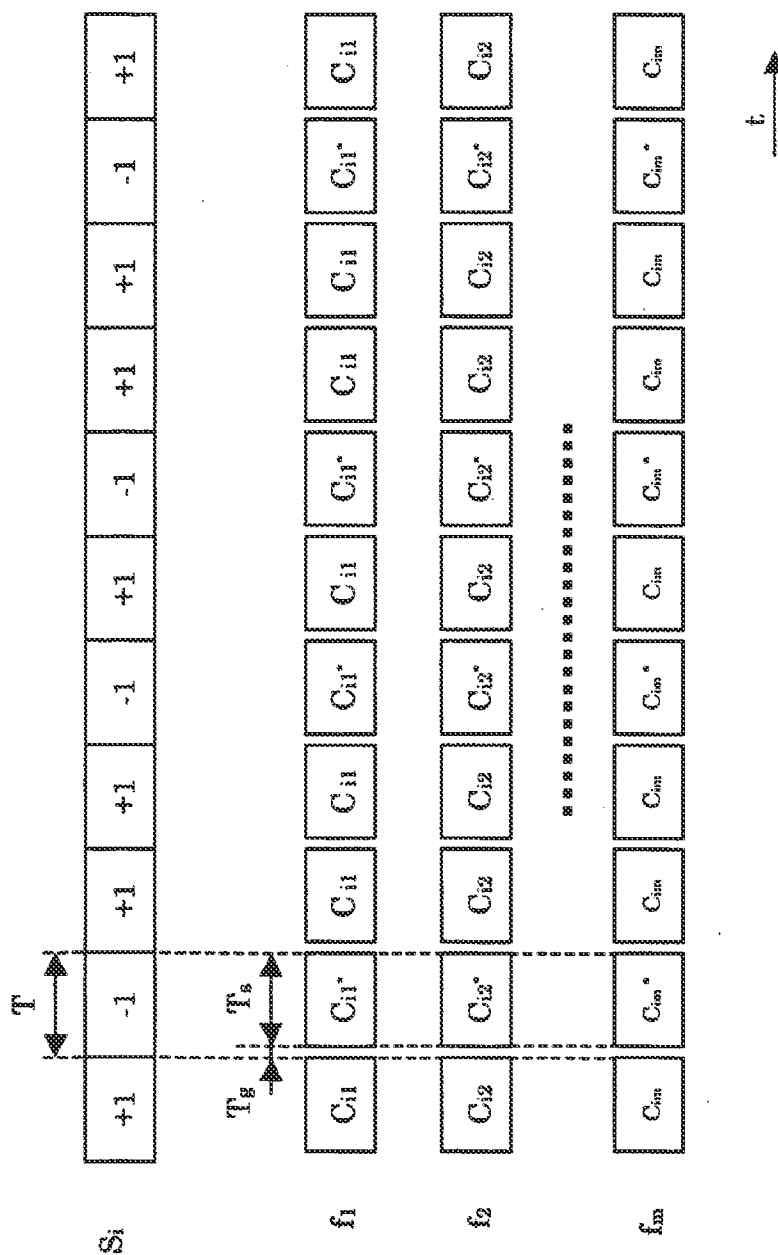 T
Si +1 -1 +1 +1 -1 +1 -1 +1 +1 -1 +1
Tg Ts
f1 Ci1 Ci1* Ci1 Ci1 Ci1* Ci1 Ci1* Ci1 Ci1 Ci1* Ci1
f2 Ci2 Ci2* Ci2 Ci2 Ci2* Ci2 Ci2* Ci2 Ci2 Ci2* Ci2
fm Cim Cim* Cim Cim Cim* Cim Cim* Cim Cim Cim* Cim
t